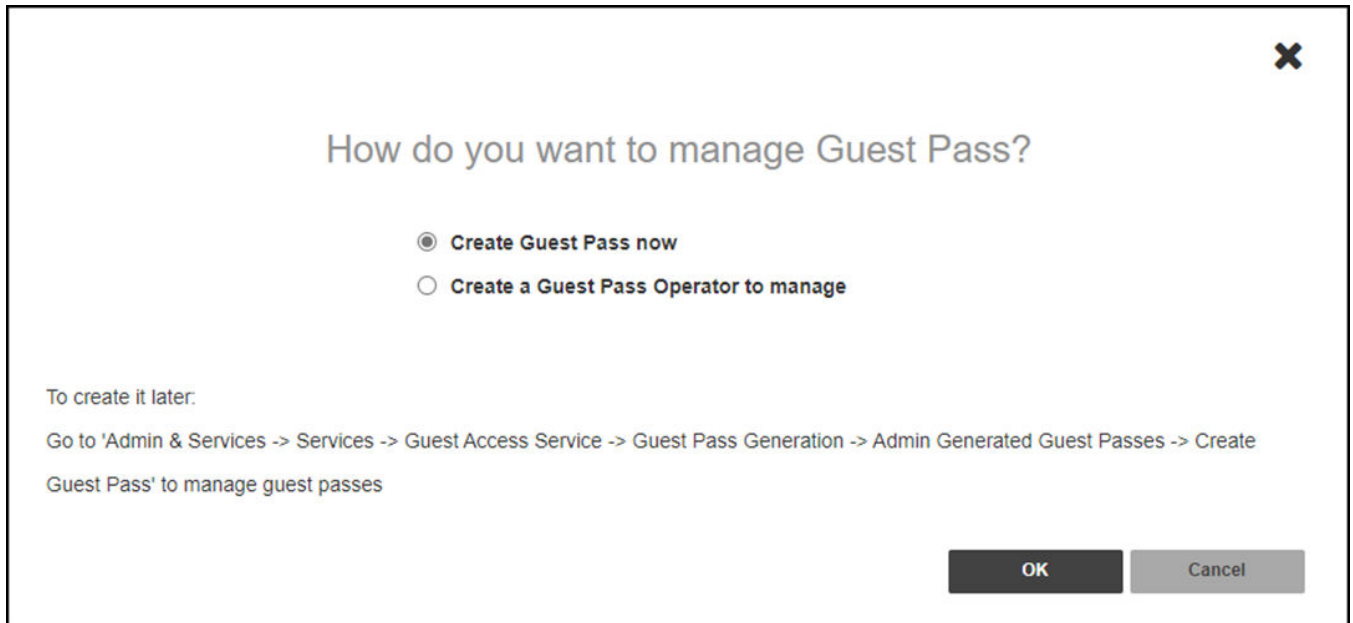 How do you want to manage Guest Pass?
Create Guest Pass now
Create a Guest Pass Operator to manage
To create it later:
Go to 'Admin & Services -> Services -> Guest Access Service -> Guest Pass Generation -> Admin Generated Guest Passes -> Create
Guest Pass' to manage guest passes
OK Cancel